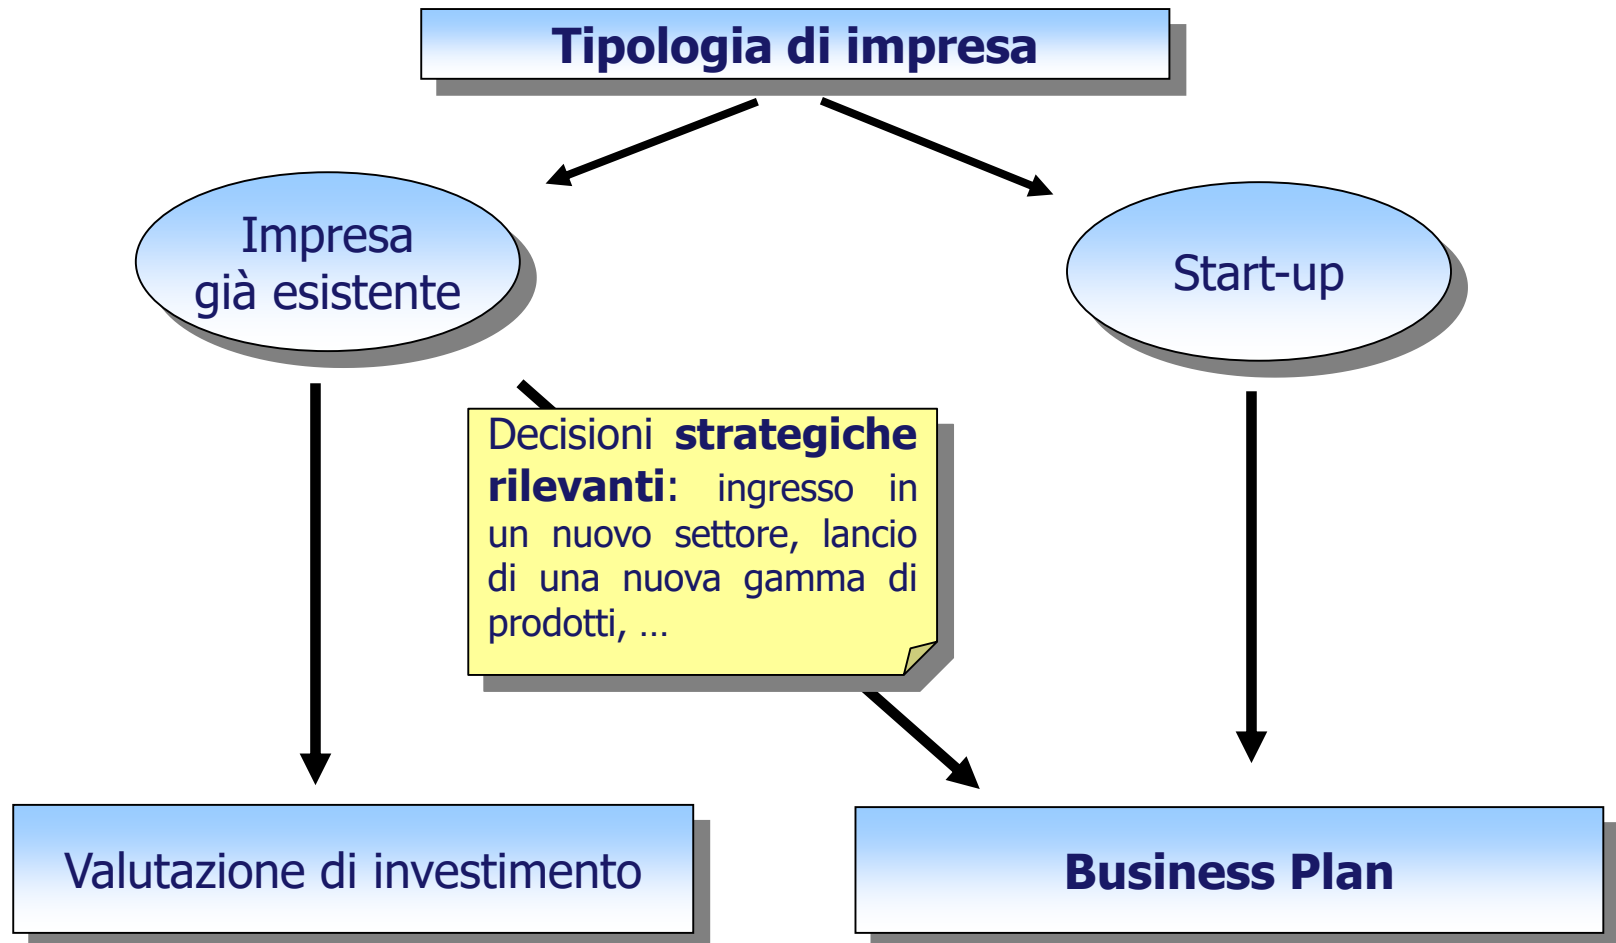 Tipologia di impresa
Impresa
già esistente
Start-up
Decisioni strategiche
rilevanti: ingresso in
un nuovo settore, lancio
di una nuova gamma di
prodotti, …
Valutazione di investimento
Business Plan